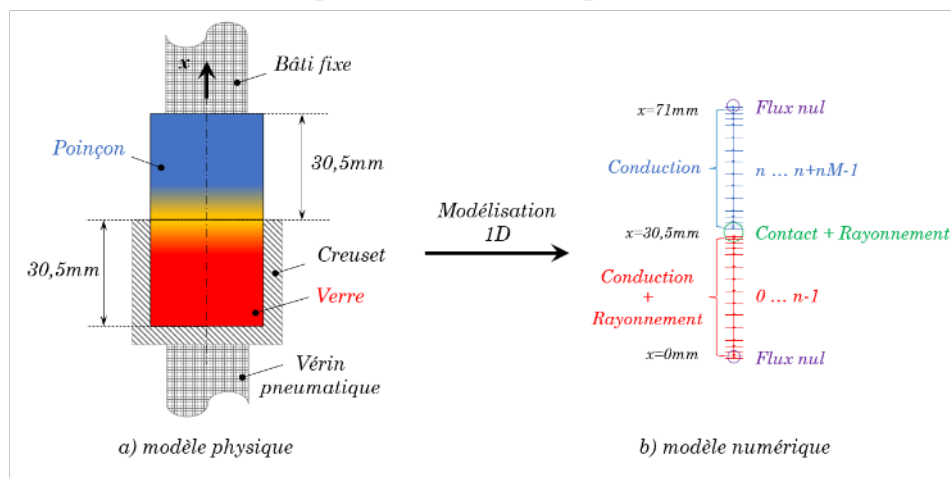 x
Bâti fixe
Poinçon
30,5mm
30,5mm
Creuset
Verre
Vérin
pneumatique
a) modèle physique
Modélisation
1D
x=71mm
Flux nul
Conduction
n ... n+nM-1
x=30,5mm
Contact + Rayonnement
Conduction
+
Rayonnement
0 ... n-1
x=0mm
Flux nul
b) modèle numérique